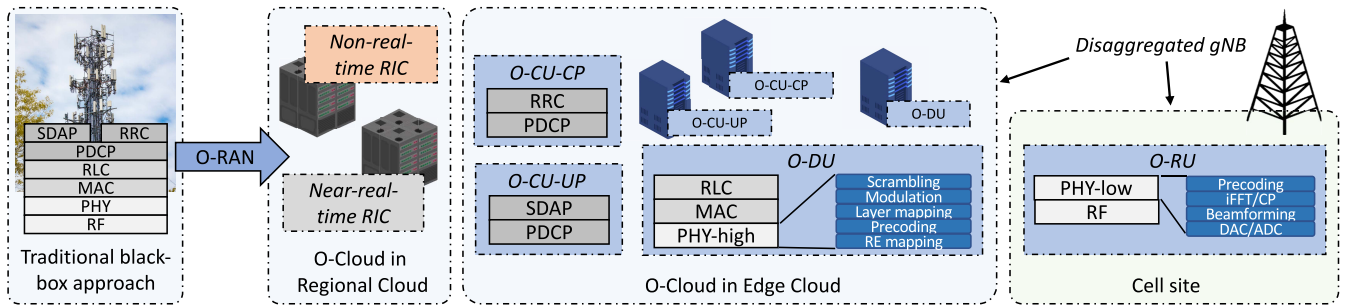 SDAP
RRC
PDCP
RLC
MAC
PHY
RF
Traditional black-
box approach
O-RAN
Non-real-
time RIC
Near-real-
time RIC
O-Cloud in
Regional Cloud
O-CU-CP
RRC
PDCP
O-CU-UP
SDAP
PDCP
O-CU-CP
O-CU-UP
O-DU
O-DU
RLC
MAC
PHY-high
Scrambling
Modulation
Layer mapping
Precoding
RE mapping
O-Cloud in Edge Cloud
Disaggregated gNB
O-RU
PHY-low
RF
Precoding
iFFT/CP
Beamforming
DAC/ADC
Cell site